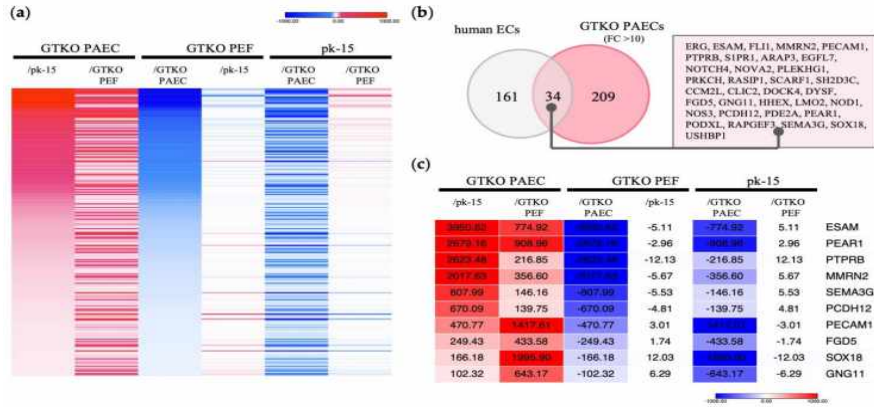 (a)
-1000.00 0.00 1000.00
GTKO PAEC GTKO PEF pk-15
/pk-15 /GTKO PEF /GTKO PAEC /pk-15 /GTKO PAEC /GTKO PEF
(b)
human ECs GTKO PAECs
(FC >10)
161 34 209
ERG, ESAM, FLI1, MMRN2, PECAM1,
PTPRB, S1PR1, ARAP3, EGFL7,
NOTCH4, NOVA2, PLEKHG1,
PRKCH, RASIP1, SCARF1, SH2D3C,
CCM2L, CLIC2, DOCK4, DYSF,
FGD5, GNG11, HHEX, LMO2, NOD1,
NOS3, PCDH12, PDE2A, PEAR1,
PODXL, RAPGEF3, SEMA3G, SOX18,
USHBP1
(c)
GTKO PAEC GTKO PEF pk-15
/pk-15 /GTKO PEF /GTKO PAEC /pk-15 /GTKO PAEC /GTKO PEF
774.92 -5.11 -774.92 5.11 ESAM
2679.16 908.96 -2.96 -908.96 2.96 PEAR1
2623.48 216.85 -12.13 -216.85 12.13 PTPRB
2017.63 356.60 -5.67 -356.60 5.67 MMRN2
807.99 146.16 -807.99 -5.53 -146.16 5.53 SEMA3G
670.09 139.75 -670.09 -4.81 -139.75 4.81 PCDH12
470.77 1417.61 -470.77 3.01 -3.01 PECAM1
249.43 433.58 -249.43 1.74 -433.58 -1.74 FGD5
166.18 1995.90 -166.18 12.03 -12.03 SOX18
102.32 643.17 -102.32 6.29 -643.17 -6.29 GNG11
-1000.00 0.00 1000.00